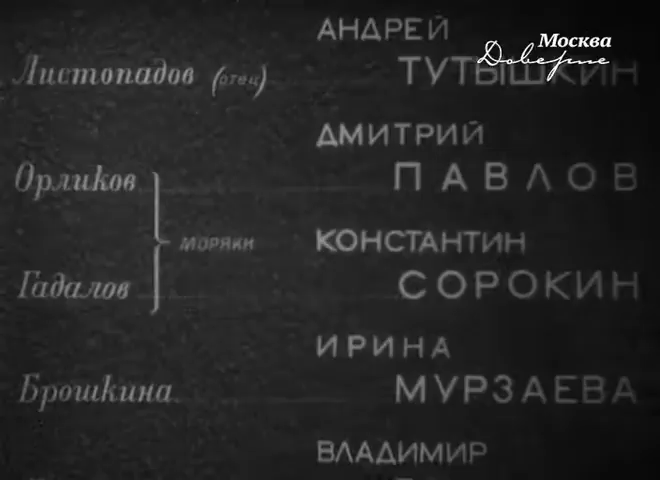 АНДРЕЙ
Москва
Доверие
Листопадов (отец) ТУТЫШКИН
ДМИТРИЙ
Орликов ПАВЛОВ
моряки КОНСТАНТИН
Гадалов СОРОКИН
ИРИНА
Брошкина МУРЗАЕВА
ВЛАДИМИР